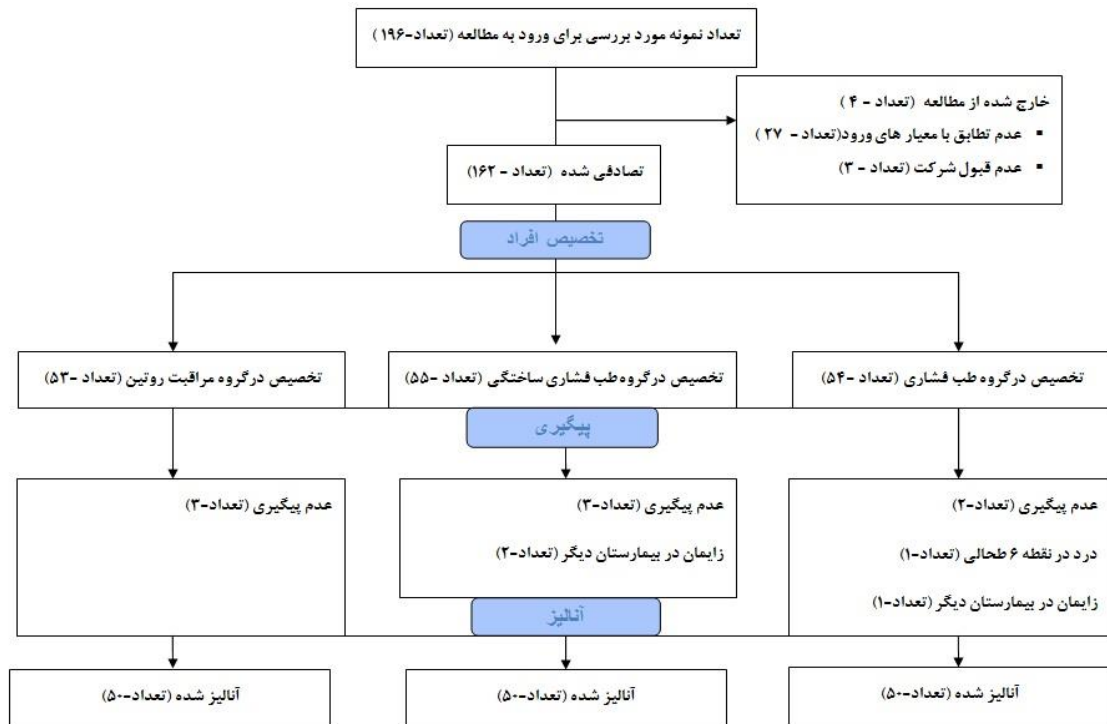 تعداد نمونه مورد بررسی برای ورود به مطالعه (تعداد-۱۹۶ )
خارج شده از مطالعه (تعداد - ۴ )
▪ عدم تطابق با معیار های ورود(تعداد - ۲۷ )
▪ عدم قبول شرکت (تعداد - ۳)
تصادفی شده (تعداد - ۱۶۲)
تخصیص افراد
تخصیص درگروه طب فشاری (تعداد -۵۴)
تخصیص درگروه طب فشاری ساختگی (تعداد -۵۵)
تخصیص درگروه مراقبت روتین (تعداد -۵۳)
پیگیری
عدم پیگیری (تعداد-۲)
درد در نقطه ۶ طحالی (تعداد-۱)
زایمان در بیمارستان دیگر (تعداد-۱)
عدم پیگیری (تعداد-۳)
زایمان در بیمارستان دیگر (تعداد-۲)
عدم پیگیری (تعداد-۳)
آنالیز
آنالیز شده (تعداد-۵۰)
آنالیز شده (تعداد-۵۰)
آنالیز شده (تعداد-۵۰)